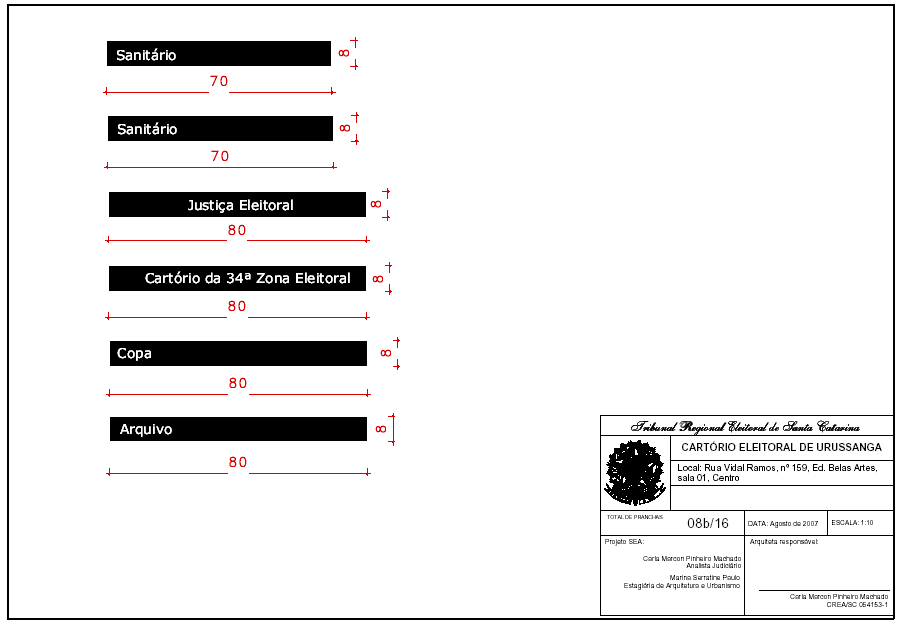 Sanitário
8
70
Sanitário
8
70
Justiça Eleitoral
8
80
Cartório da 34ª Zona Eleitoral
8
80
Copa
8
80
Arquivo
8
80
Tribunal Regional Eleitoral de Santa Catarina
CARTÓRIO ELEITORAL DE URUSSANGA
Local: Rua Vidal Ramos, nº 159, Ed. Belas Artes,
sala 01, Centro
TOTAL DE PRANCHAS
08b/16
DATA: Agosto de 2007
ESCALA: 1:10
Projeto SEA:
Carla Marcon Pinheiro Machado
Analista Judiciário
Marina Serratine Paulo
Estagiária de Arquitetura e Urbanismo
Arquiteta responsável:
Carla Marcon Pinheiro Machado
CREA/SC 054153-1